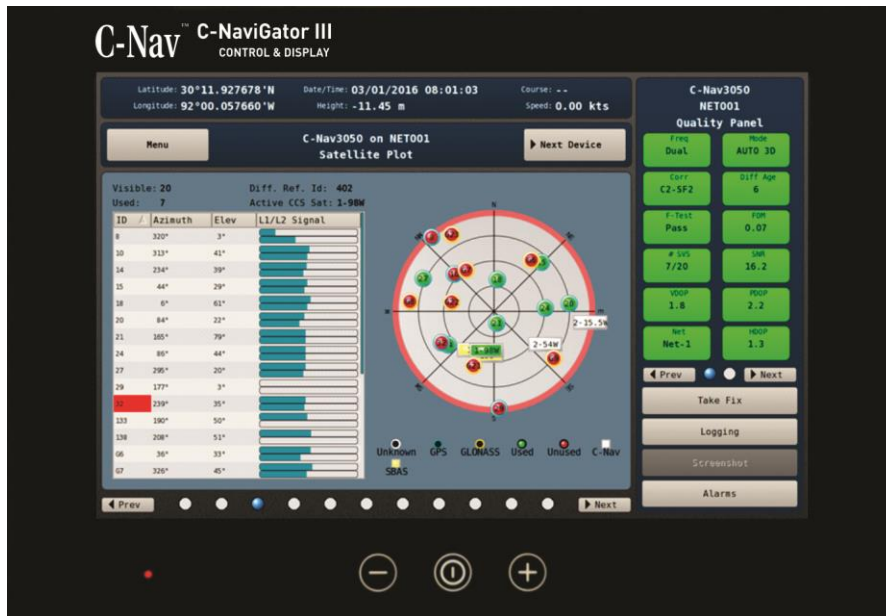 C-Nav™ C-NaviGator III
CONTROL & DISPLAY
Latitude: 30°11.927678'N Date/Time: 03/01/2016 08:01:03 Course: --
Longitude: 92°00.057660'W Height: -11.45 m Speed: 0.00 kts
Menu
C-Nav3050 on NET001
Satellite Plot
Next Device
Visible: 20 Diff. Ref. Id: 402
Used: 7 Active CCS Sat: 1-98W
ID Azimuth Elev L1/L2 Signal
8 320° 3°
10 313° 41°
14 234° 39°
15 44° 29°
18 6° 61°
20 84° 22°
21 165° 79°
24 86° 44°
27 295° 20°
29 177° 3°
32 239° 35°
133 190° 50°
138 208° 51°
G6 36° 33°
G7 326° 45°
N
2-15.5W
2-54W
1-98W
S
Unknown GPS GLONASS Used Unused C-Nav
SBAS
Prev
Next
C-Nav3050
NET001
Quality Panel
Freq Mode
Dual AUTO 3D
Corr Diff Age
C2-SF2 6
F-Test FOM
Pass 0.07
# SVS SNR
7/20 16.2
VDOP PDOP
1.8 2.2
Net HDOP
Net-1 1.3
Prev Next
Take Fix
Logging
Screenshot
Alarms